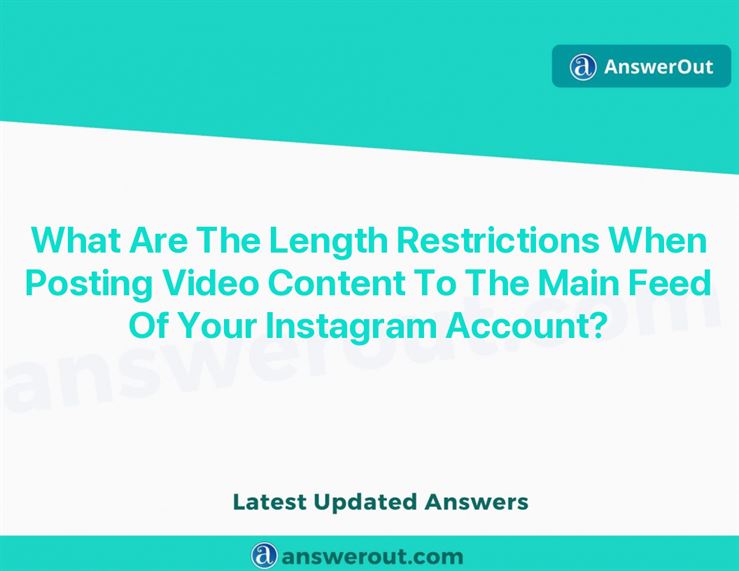 AnswerOut
What Are The Length Restrictions When
Posting Video Content To The Main Feed
Of Your Instagram Account?
answerout.com
Latest Updated Answers
answerout.com